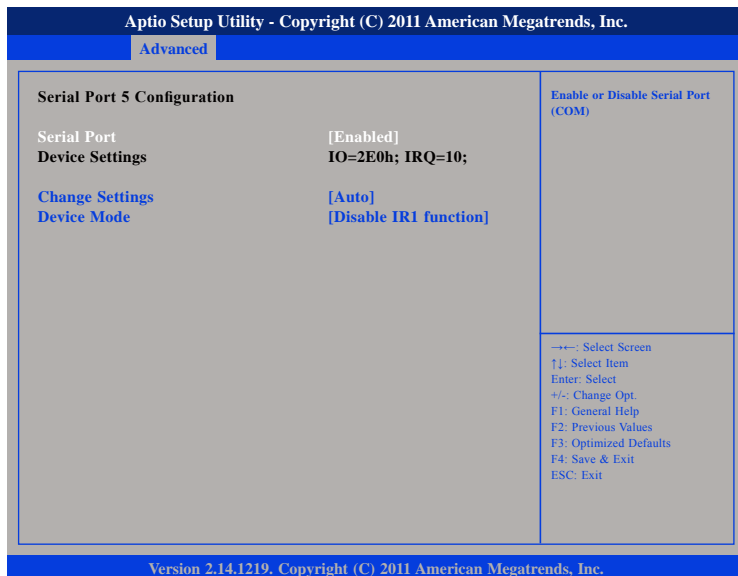 Aptio Setup Utility - Copyright (C) 2011 American Megatrends, Inc.
Advanced
Serial Port 5 Configuration
Serial Port [Enabled]
Device Settings IO=2E0h; IRQ=10;
Change Settings [Auto]
Device Mode [Disable IR1 function]
Enable or Disable Serial Port
(COM)
→←: Select Screen
↑↓: Select Item
Enter: Select
+/-: Change Opt.
F1: General Help
F2: Previous Values
F3: Optimized Defaults
F4: Save & Exit
ESC: Exit
Version 2.14.1219. Copyright (C) 2011 American Megatrends, Inc.